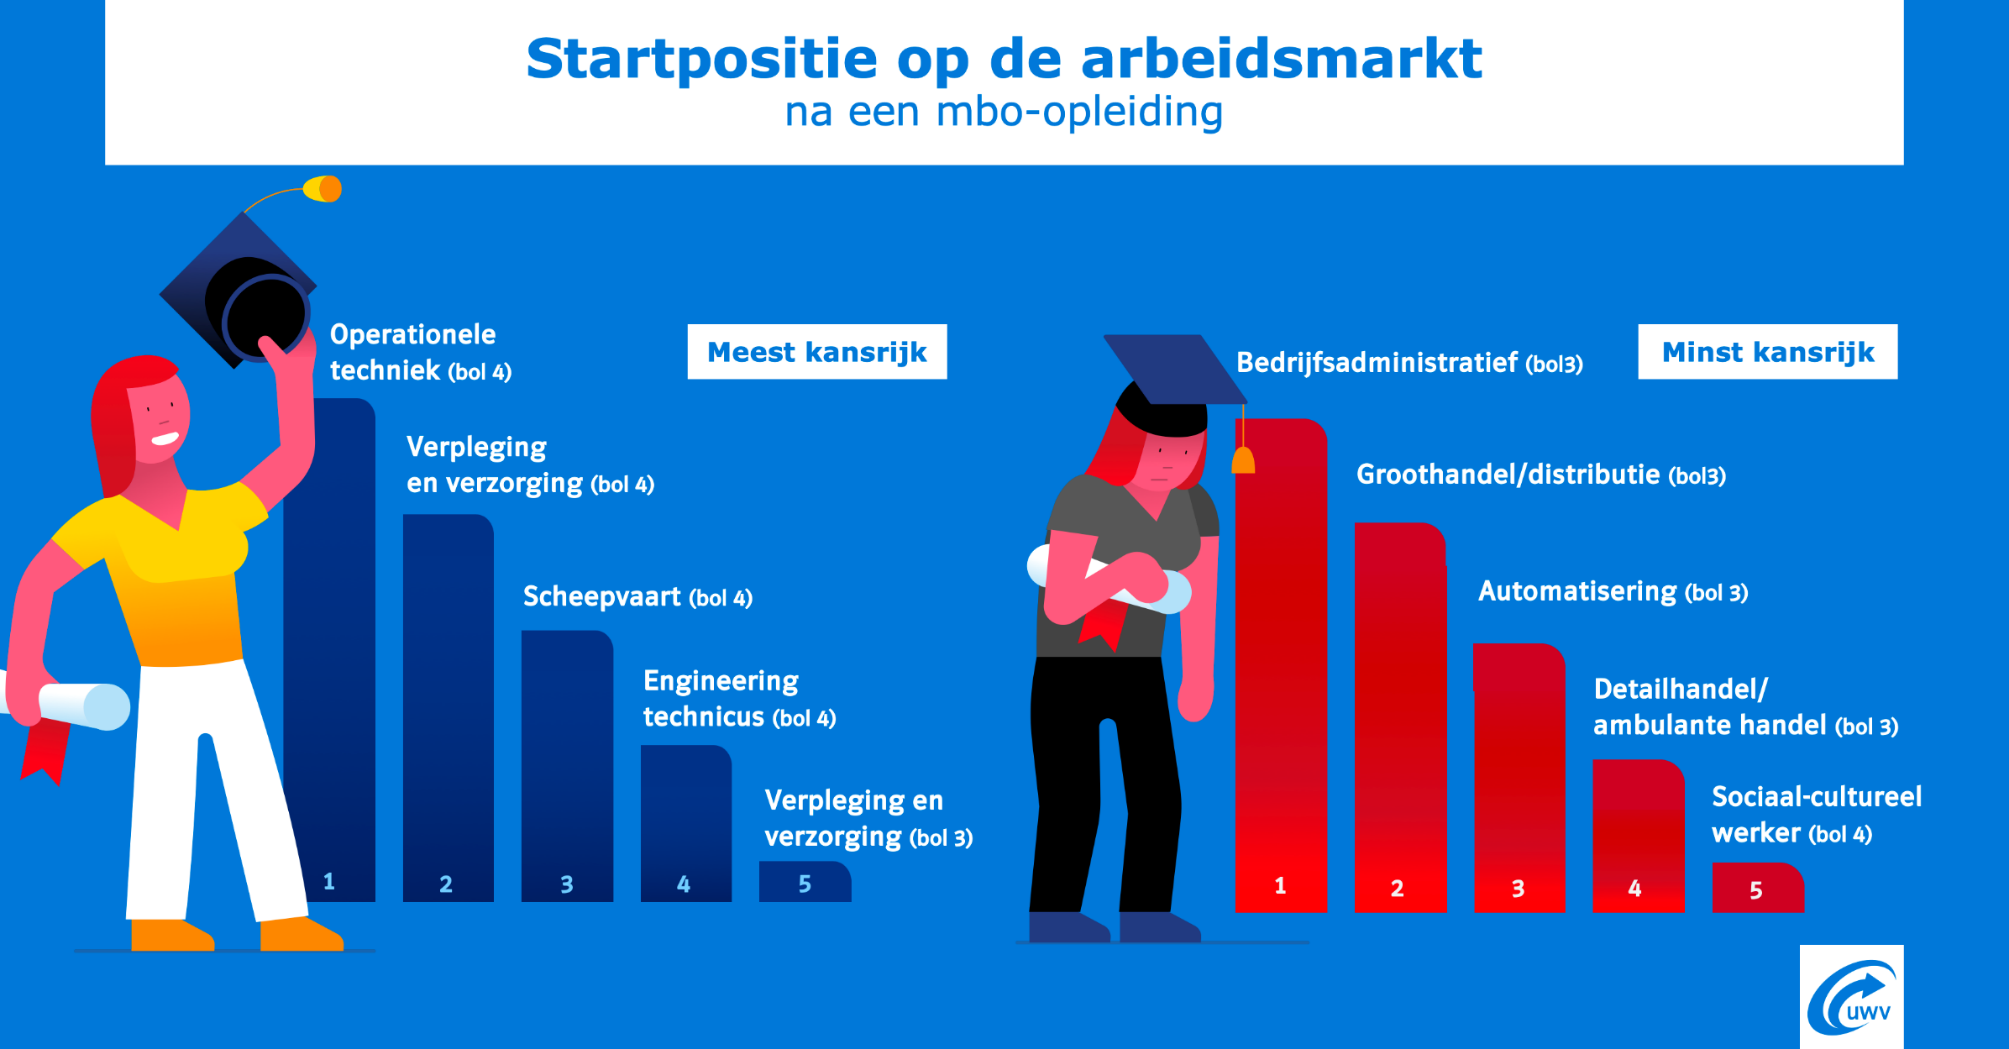 Startpositie op de arbeidsmarkt
na een mbo-opleiding
Meest kansrijk
Operationele
techniek (bol 4)
Verpleging
en verzorging (bol 4)
Scheepvaart (bol 4)
Engineering
technicus (bol 4)
Verpleging en
verzorging (bol 3)
1 2 3 4 5
Minst kansrijk
Bedrijfsadministratief (bol3)
Groothandel/distributie (bol3)
Automatisering (bol 3)
Detailhandel/
ambulante handel (bol 3)
Sociaal-cultureel
werker (bol 4)
1 2 3 4 5
UWV